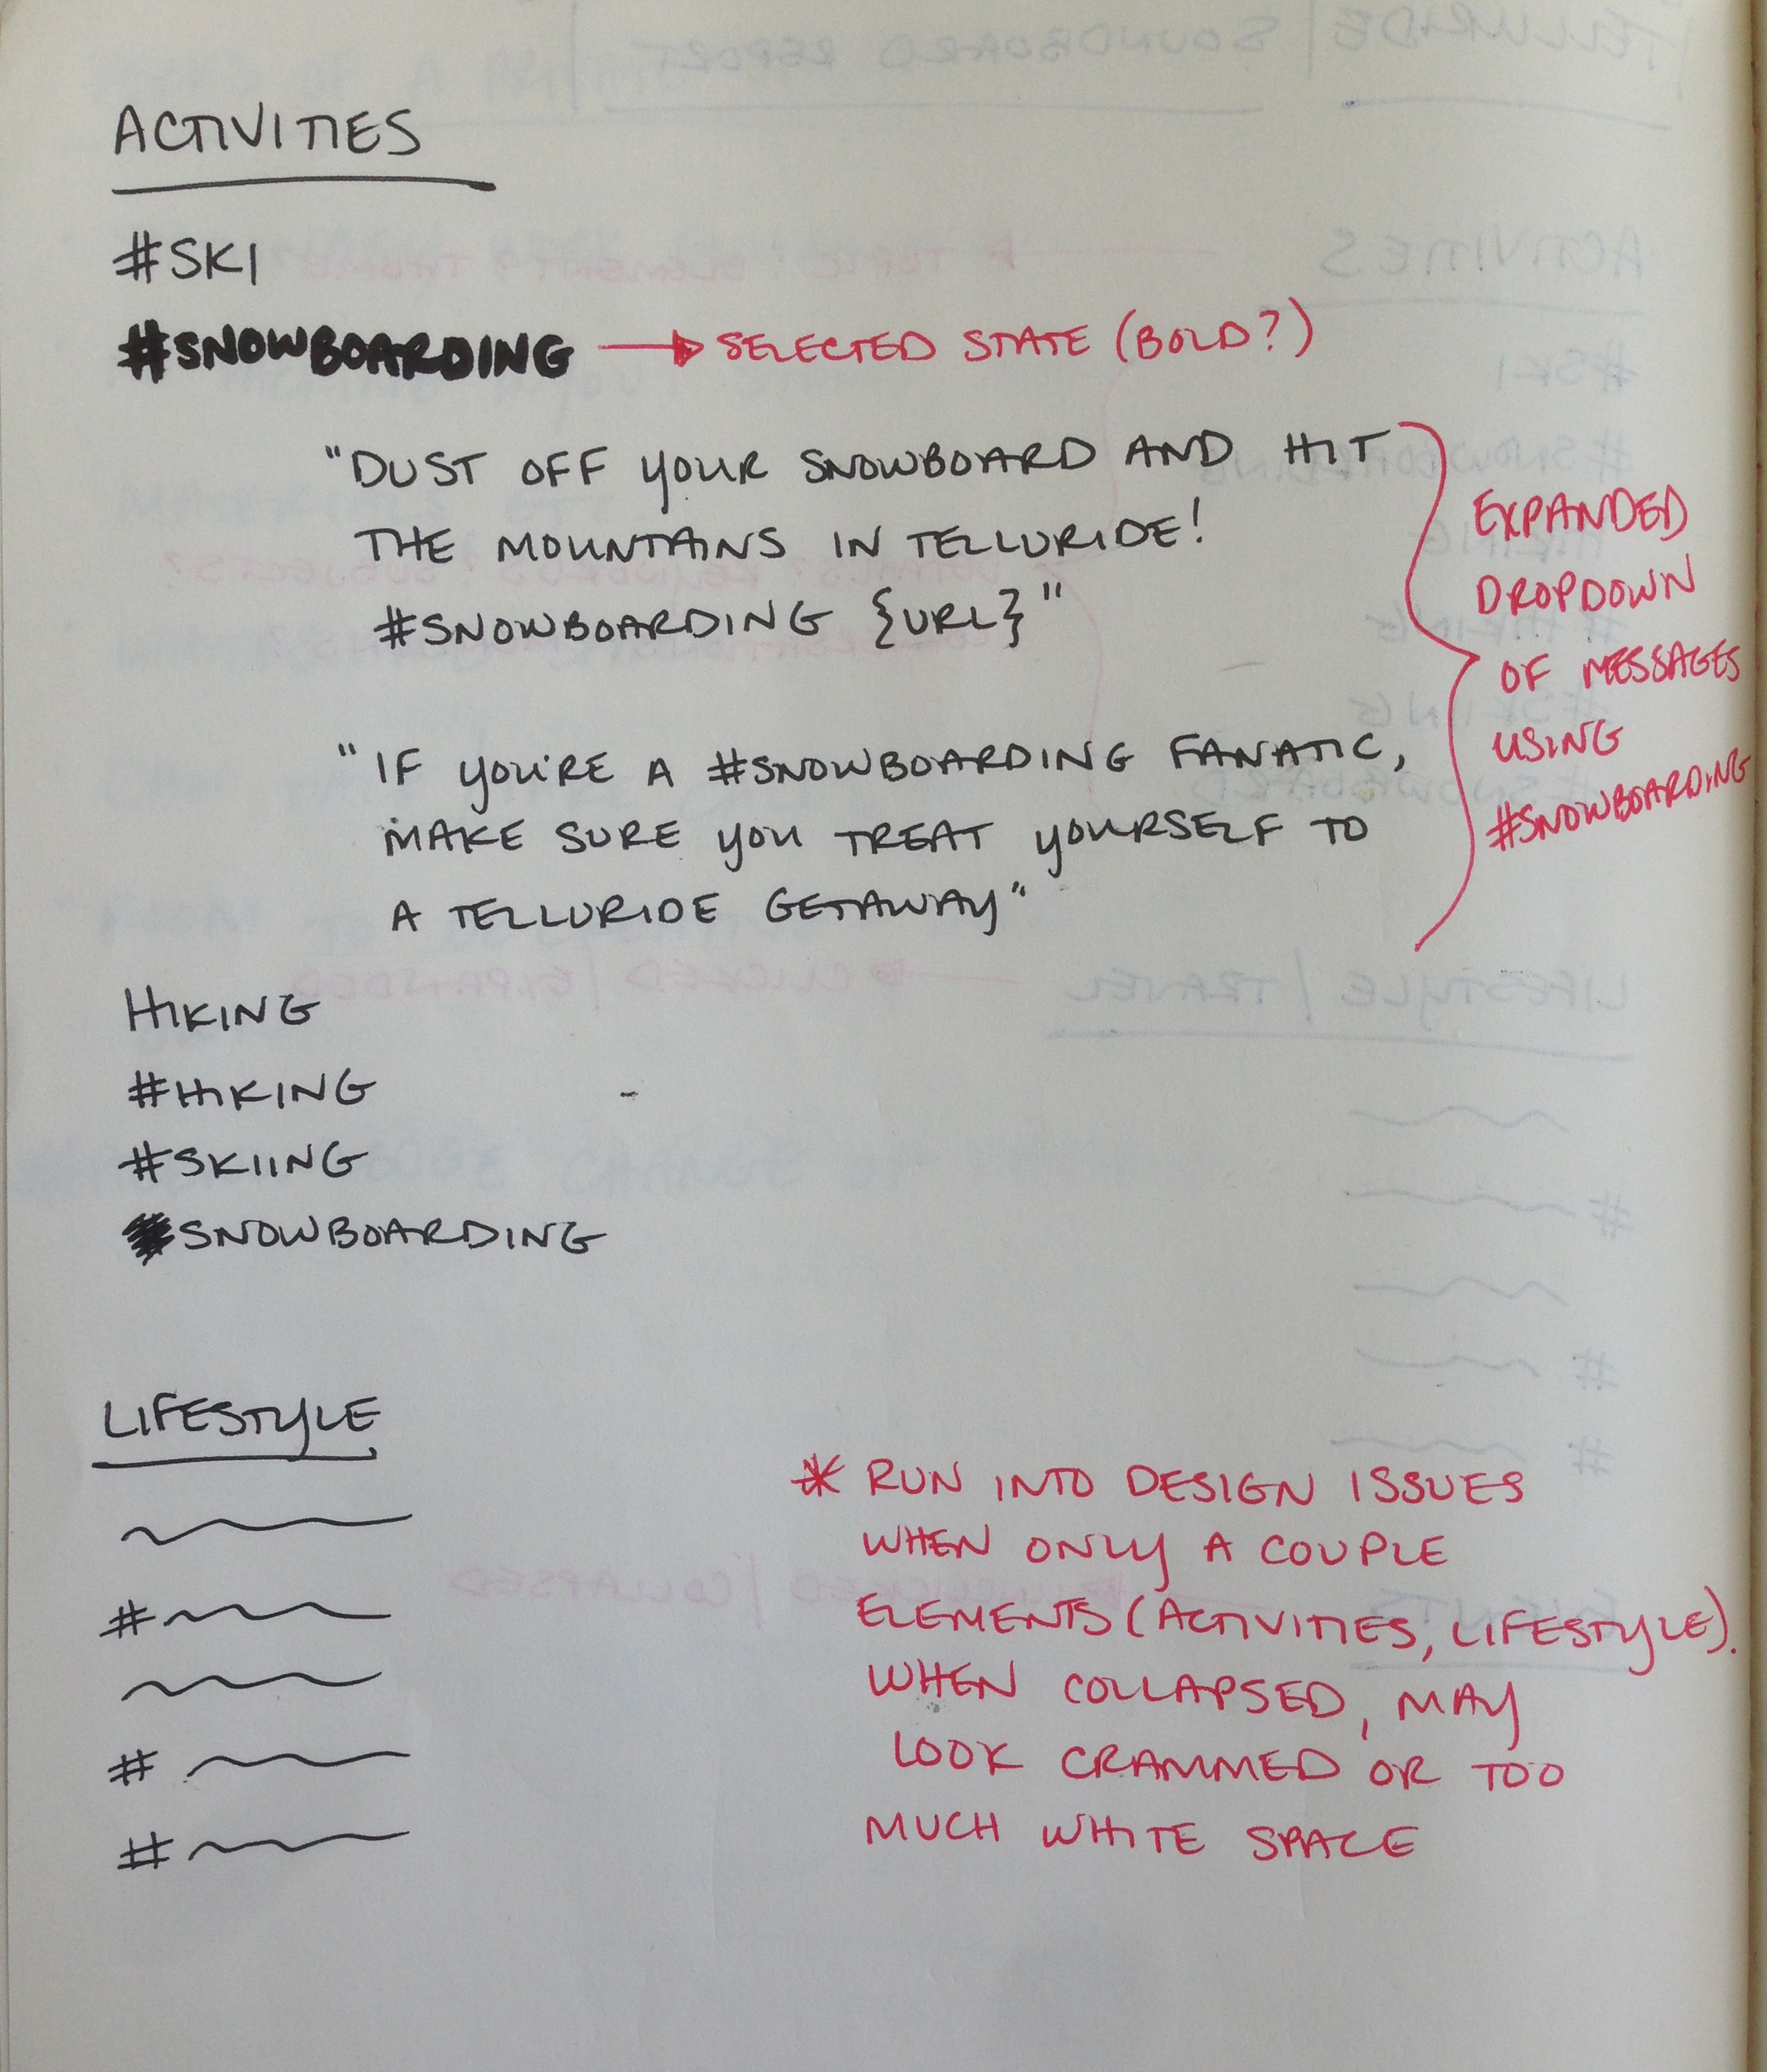 ACTIVITIES
#SKI
#SNOWBOARDING → SELECTED STATE (BOLD?)
"DUST OFF YOUR SNOWBOARD AND HIT
THE MOUNTAINS IN TELLURIDE!
#SNOWBOARDING {URL}"
"IF YOU'RE A #SNOWBOARDING FANATIC,
MAKE SURE YOU TREAT YOURSELF TO
A TELLURIDE GETAWAY"
EXPANDED
DROPDOWN
OF MESSAGES
USING
#SNOWBOARDING
HIKING
#HIKING
#SKIING
SNOWBOARDING
LIFESTYLE
#
#
#
* RUN INTO DESIGN ISSUES
WHEN ONLY A COUPLE
ELEMENTS (ACTIVITIES, LIFESTYLE).
WHEN COLLAPSED, MAY
LOOK CRAMMED OR TOO
MUCH WHITE SPACE